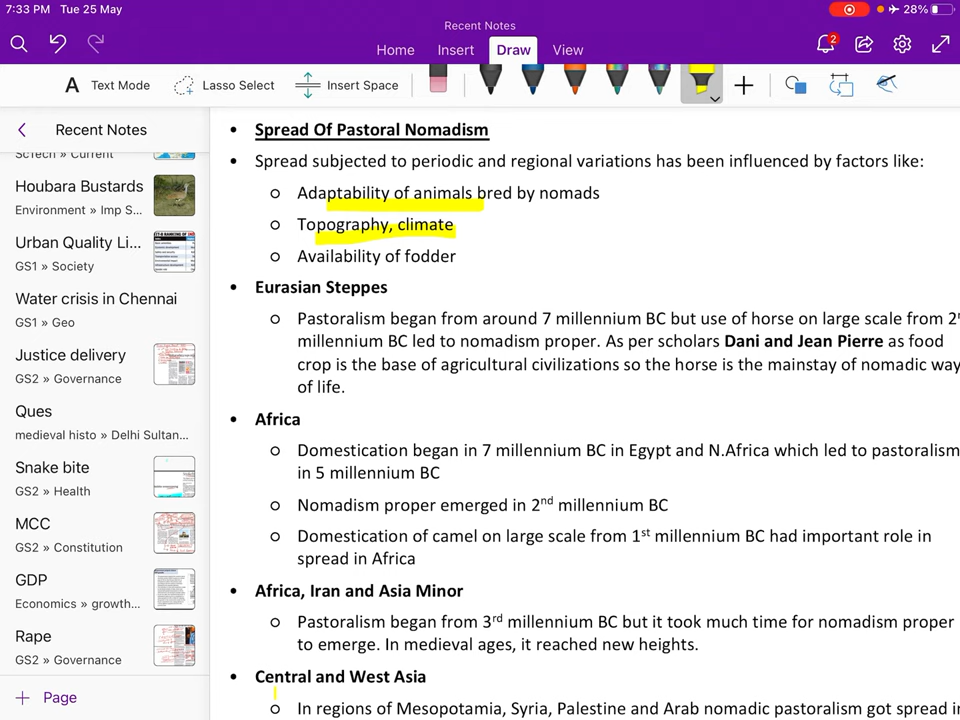 7:33 PM Tue 25 May
28%
Recent Notes
Home Insert Draw View
2
A Text Mode Lasso Select Insert Space
Recent Notes
ScTech » Current
Houbara Bustards
Environment » Imp S...
Urban Quality Li...
GS1 » Society
Water crisis in Chennai
GS1 » Geo
Justice delivery
GS2 » Governance
Ques
medieval histo » Delhi Sultan...
Snake bite
GS2 » Health
MCC
GS2 » Constitution
GDP
Economics » growth...
Rape
GS2 » Governance
+ Page
• Spread Of Pastoral Nomadism
• Spread subjected to periodic and regional variations has been influenced by factors like:
o Adaptability of animals bred by nomads
o Topography, climate
o Availability of fodder
• Eurasian Steppes
o Pastoralism began from around 7 millennium BC but use of horse on large scale from 2ⁿ
millennium BC led to nomadism proper. As per scholars Dani and Jean Pierre as food
crop is the base of agricultural civilizations so the horse is the mainstay of nomadic way
of life.
• Africa
o Domestication began in 7 millennium BC in Egypt and N.Africa which led to pastoralism
in 5 millennium BC
o Nomadism proper emerged in 2nd millennium BC
o Domestication of camel on large scale from 1st millennium BC had important role in
spread in Africa
• Africa, Iran and Asia Minor
o Pastoralism began from 3rd millennium BC but it took much time for nomadism proper
to emerge. In medieval ages, it reached new heights.
• Central and West Asia
o In regions of Mesopotamia, Syria, Palestine and Arab nomadic pastoralism got spread in